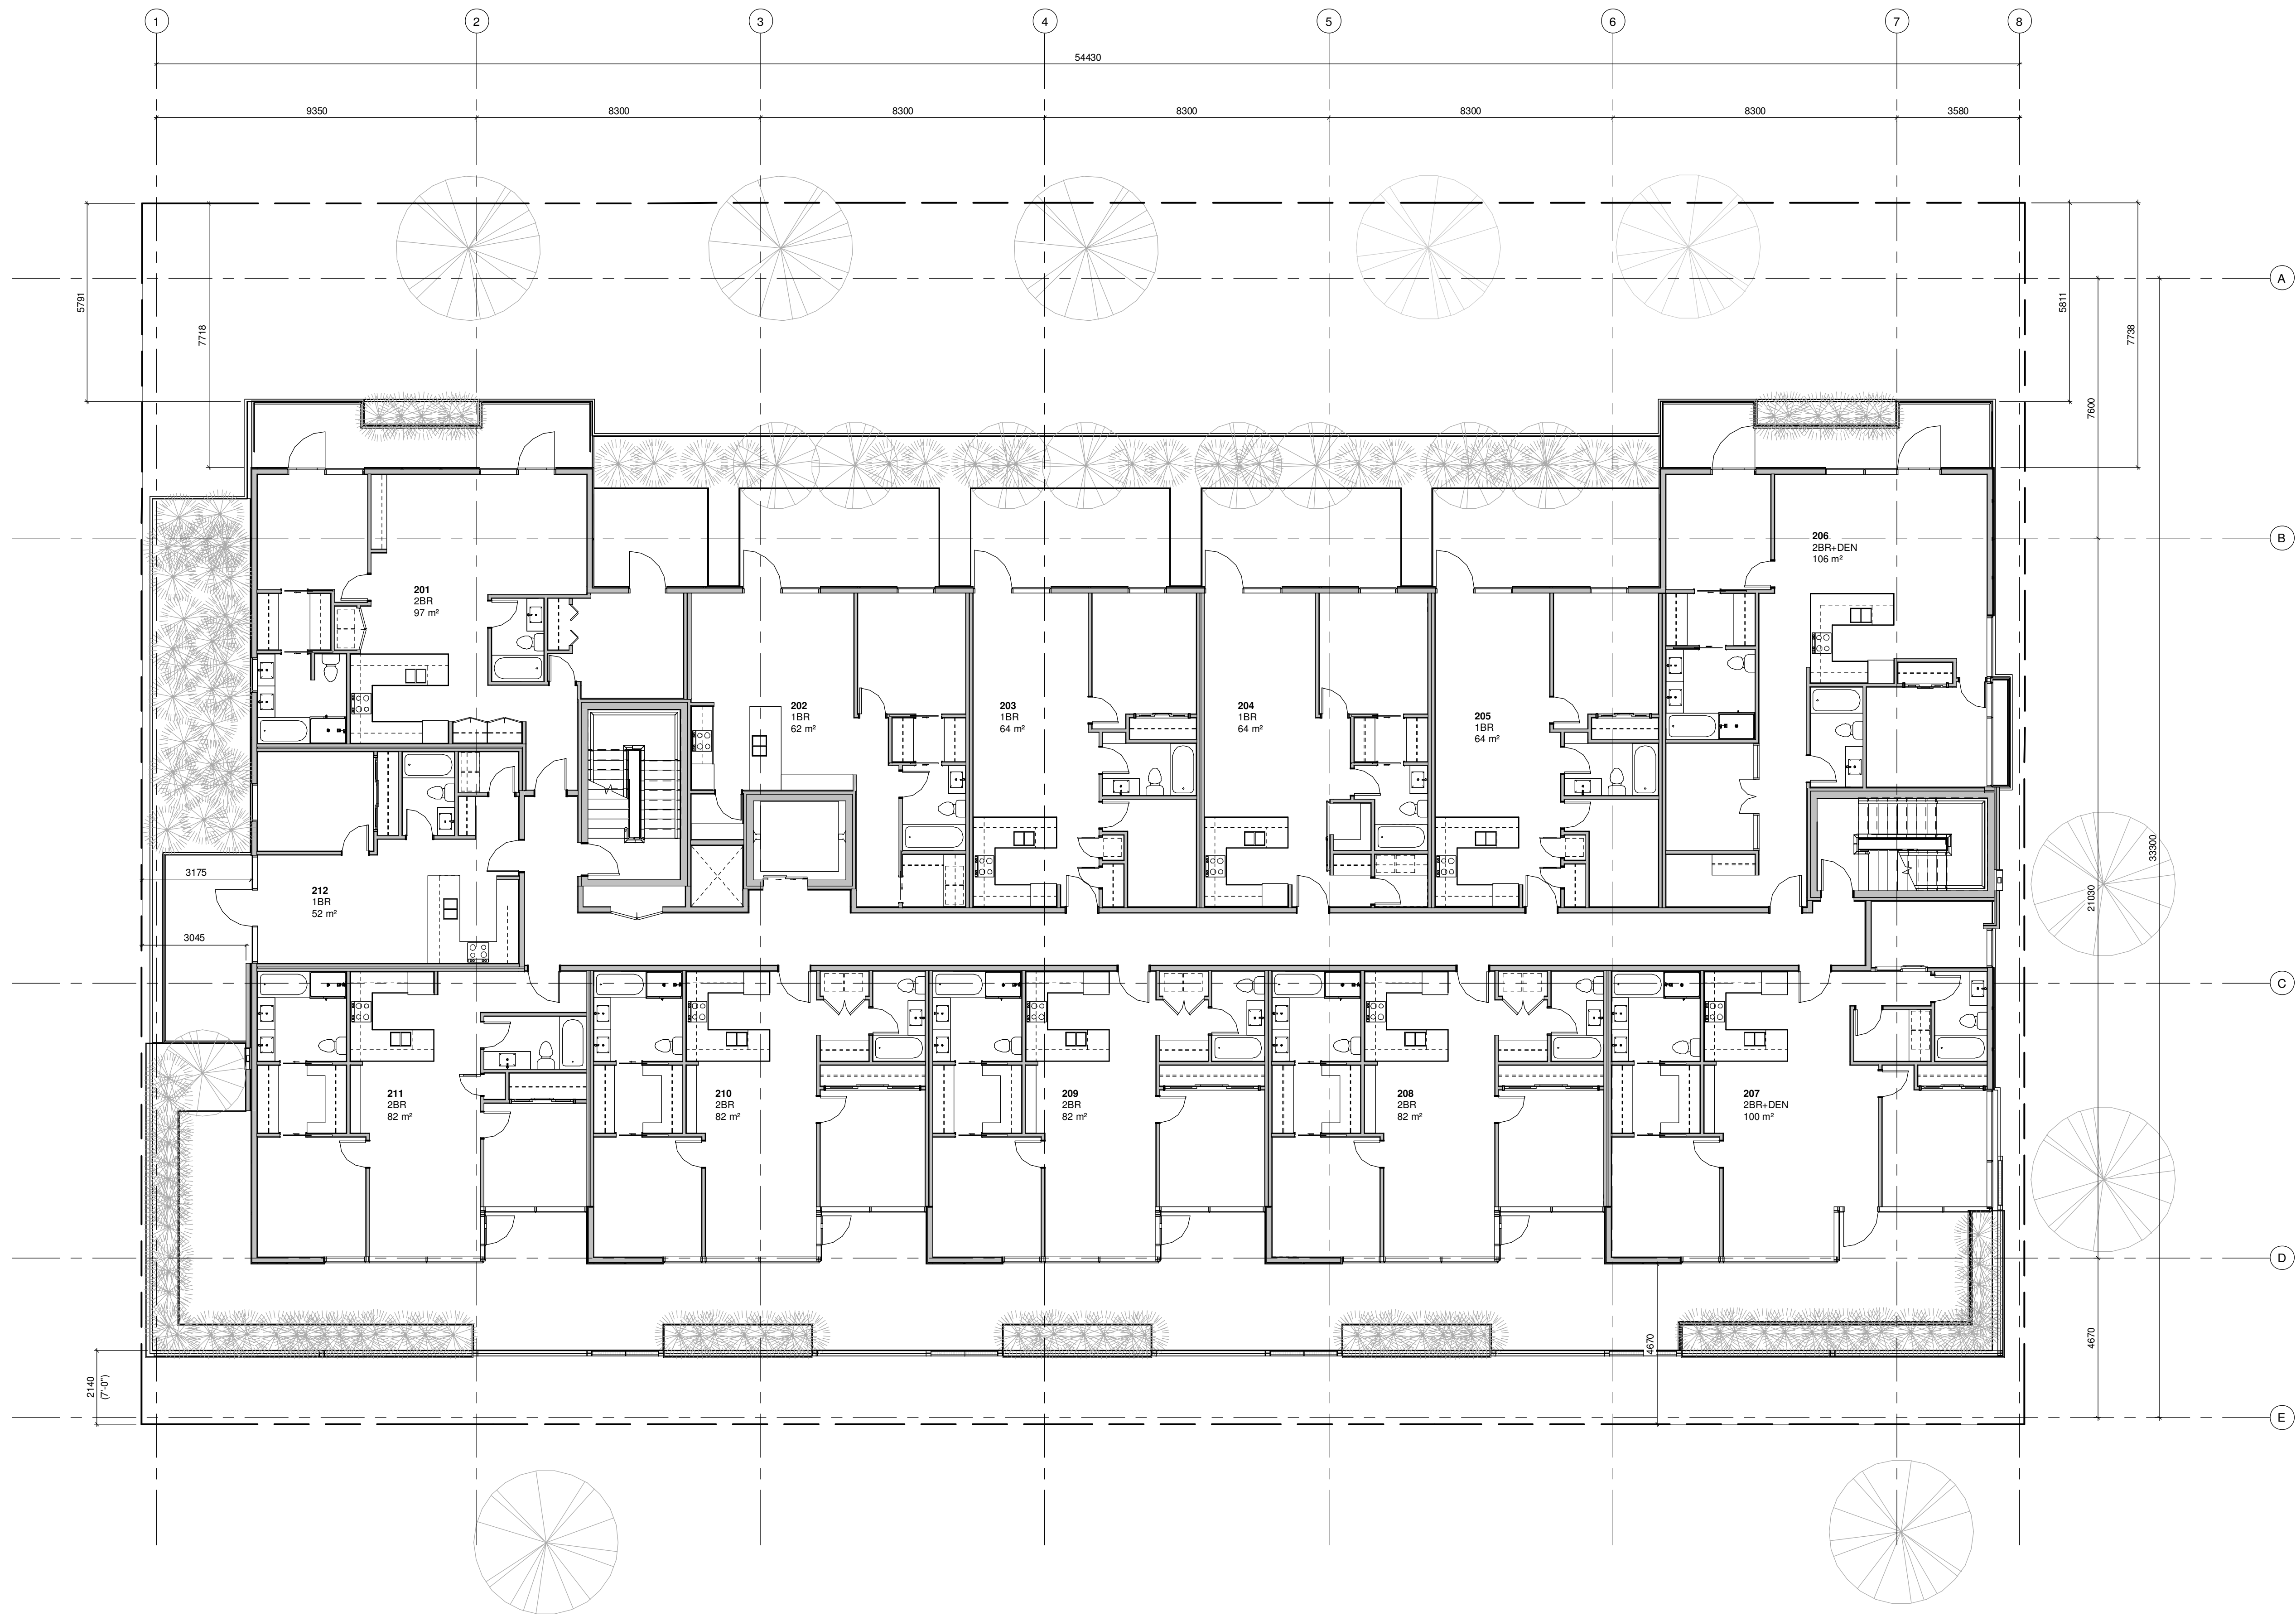 1 2 3 4 5 6 7 8
54430
9350 8300 8300 8300 8300 8300 3580
A
5791
7718
5811
7738
7600
B
201
2BR
97 m²
206
2BR+DEN
106 m²
202
1BR
62 m²
203
1BR
64 m²
204
1BR
64 m²
205
1BR
64 m²
3175
212
1BR
52 m²
3045
21030
33300
C
211
2BR
82 m²
210
2BR
82 m²
209
2BR
82 m²
208
2BR
82 m²
207
2BR+DEN
100 m²
D
4670
4670
2140
(7'-0")
E